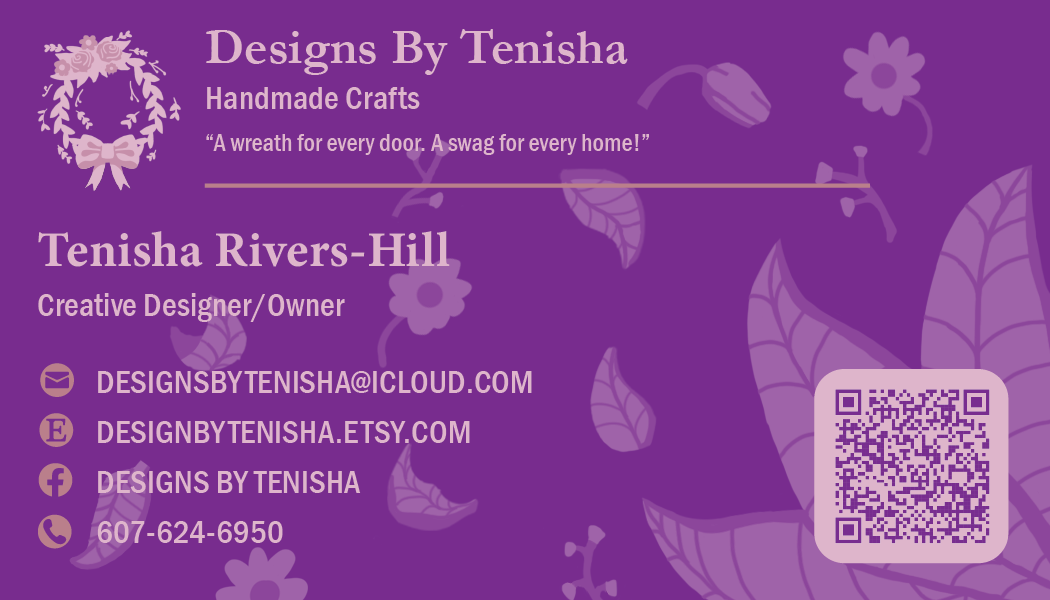 Designs By Tenisha
Handmade Crafts
“A wreath for every door. A swag for every home!”
Tenisha Rivers-Hill
Creative Designer/Owner
DESIGNSBYTENISHA@ICLOUD.COM
E DESIGNBYTENISHA.ETSY.COM
f DESIGNS BY TENISHA
607-624-6950